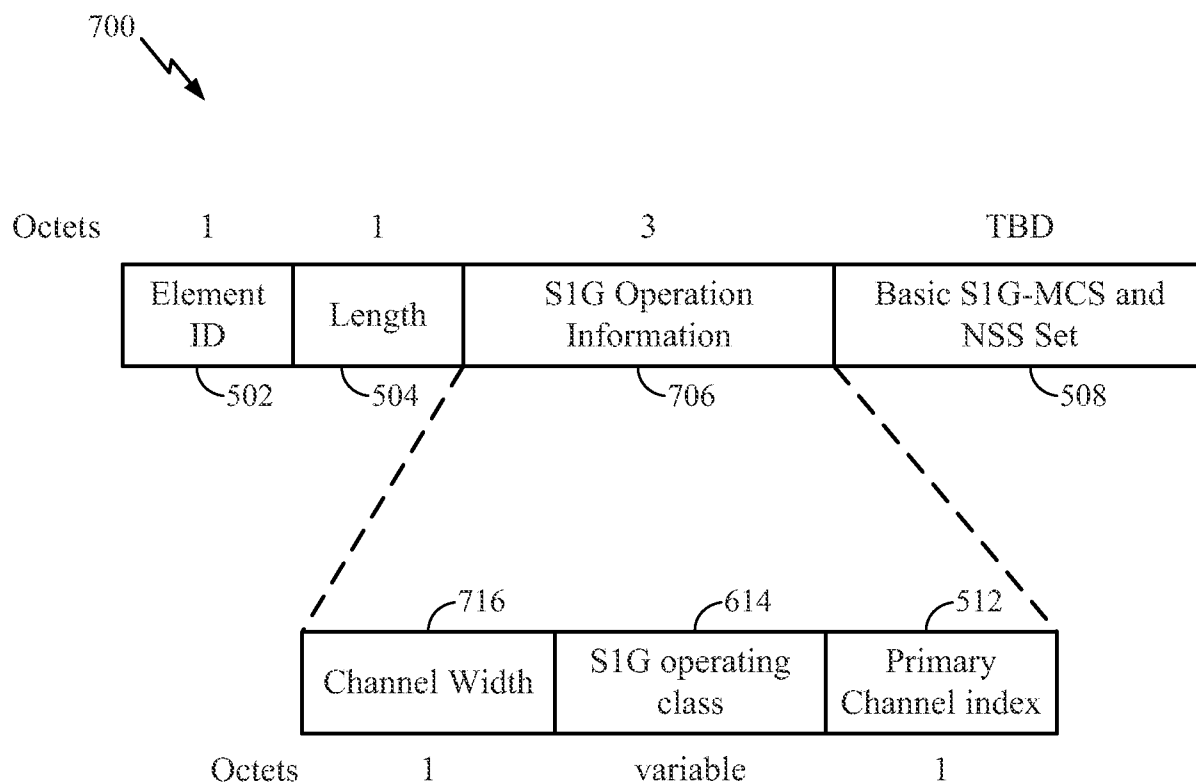 700
Octets 1 1 3 TBD
Element ID
Length
S1G Operation Information
Basic S1G-MCS and NSS Set
502 504 706 508
716 614 512
Channel Width
S1G operating class
Primary Channel index
Octets 1 variable 1